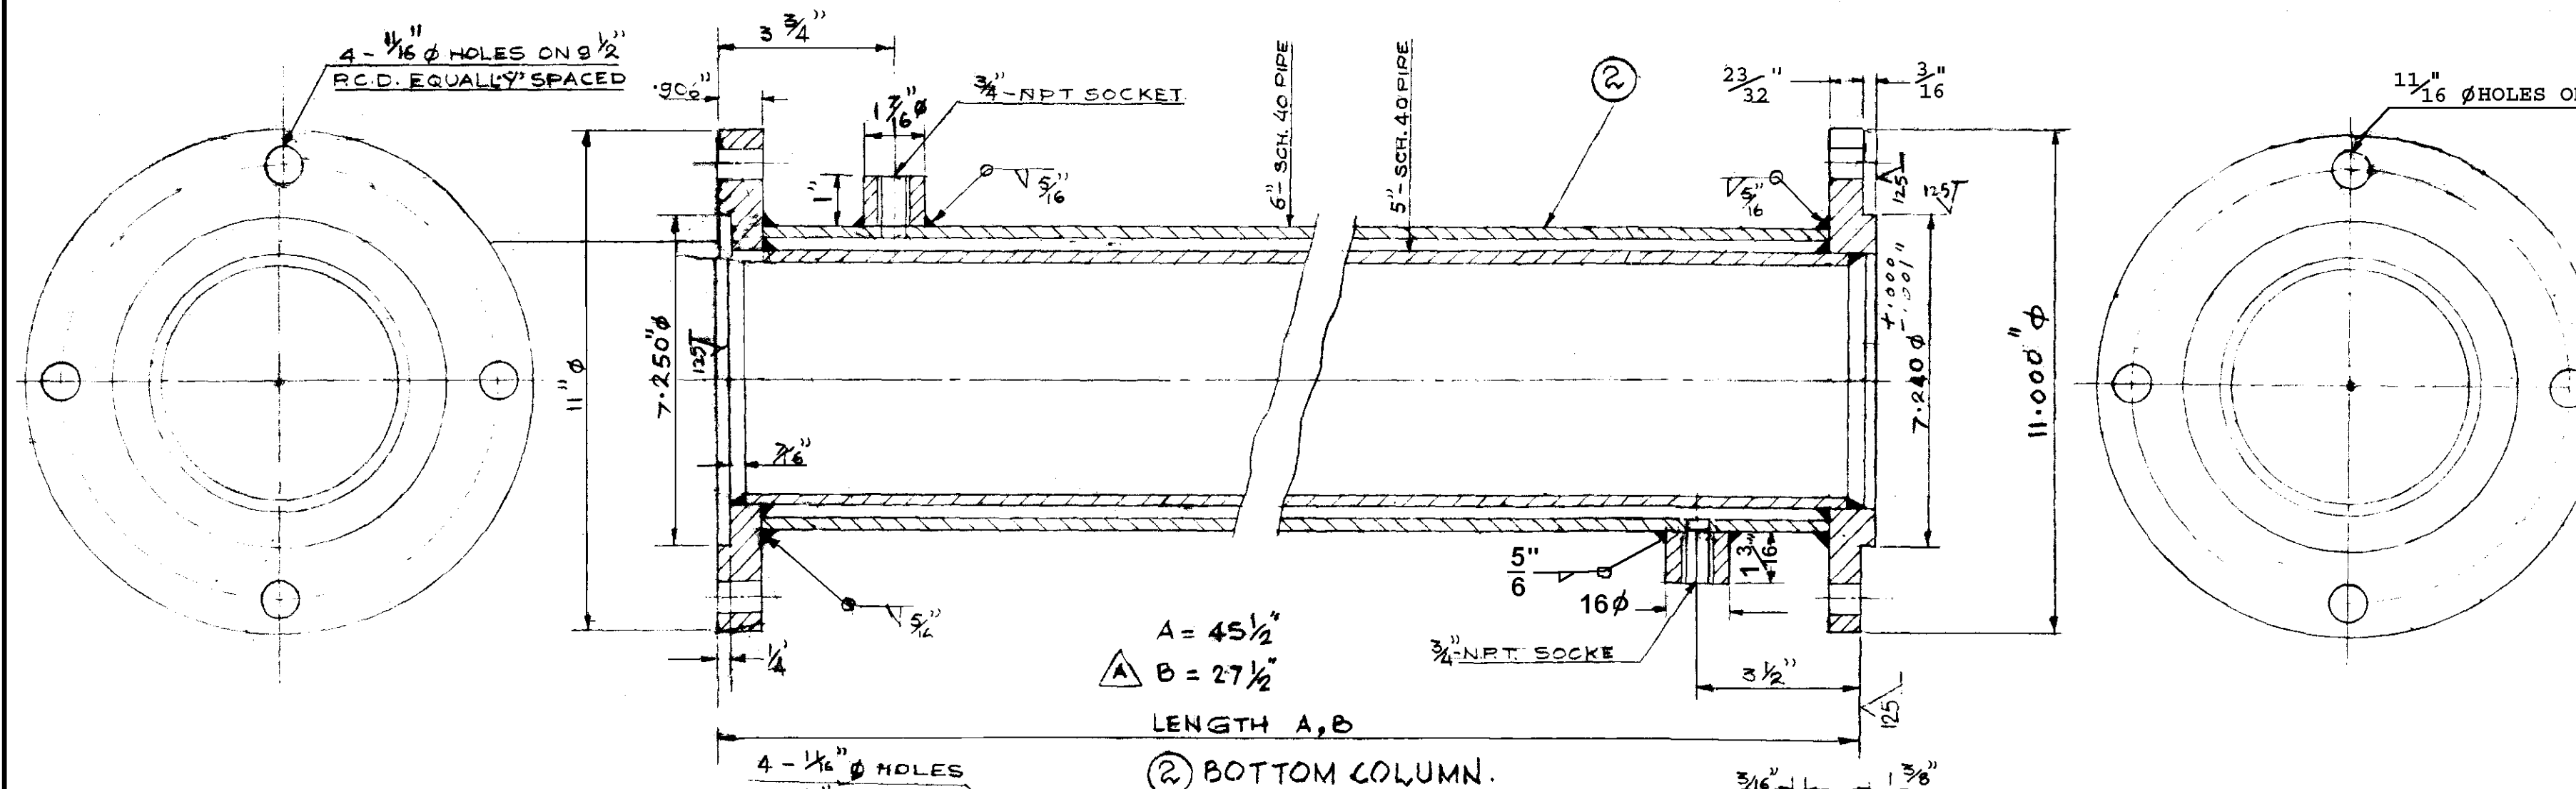 4 - 11/16" ϕ HOLES ON 9 1/2"
P.C.D. EQUALLY SPACED
.906"
3 3/4"
1 7/16" ϕ
3/4"-NPT SOCKET
1"
5/16"
6"- SCH. 40 PIPE
5"- SCH. 40 PIPE
2
23/32"
3/16"
11/16" ϕHOLES O
5/16"
125
125
11" ϕ
7.250" ϕ
125
7/16"
+.000
-.001"
7.240 ϕ
11.000" ϕ
5"
6
1 3"
16
16ϕ
5/16"
1/4"
A = 45 1/2"
A B = 27 1/2"
3/4"-N.P.T. SOCKE
3 1/2"
125
LENGTH A,B
2 BOTTOM COLUMN.
4 - 1/16" ϕ HOLES
3/16"
1 3/8"